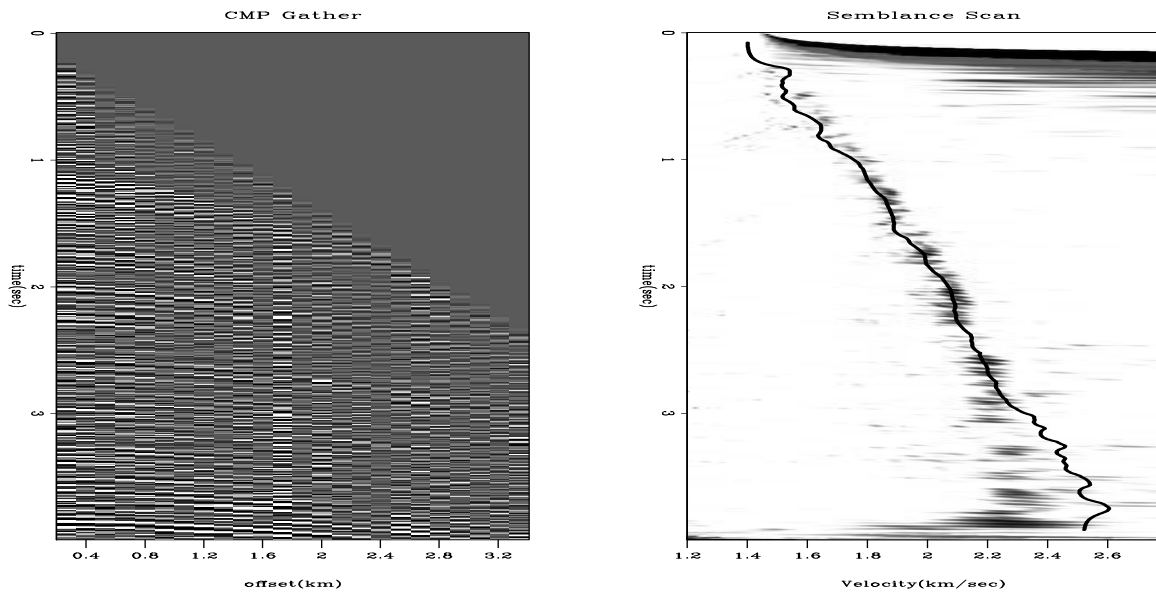 CMP Gather
0
1
2
3
time(sec)
0.4 0.8 1.2 1.6 2 2.4 2.8 3.2
offset(km)
Semblance Scan
0
1
2
3
time(sec)
1.2 1.4 1.6 1.8 2 2.2 2.4 2.6
Velocity(km/sec)